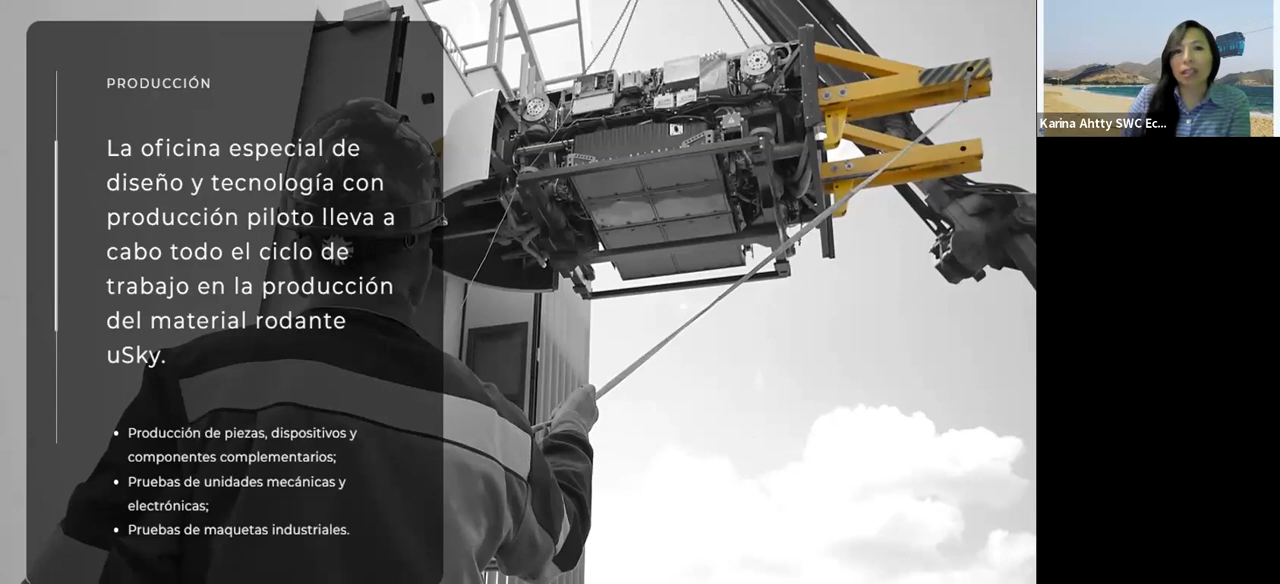 PRODUCCIÓN
La oficina especial de
diseño y tecnología con
producción piloto lleva a
cabo todo el ciclo de
trabajo en la producción
del material rodante
uSky.
• Producción de piezas, dispositivos y
componentes complementarios;
• Pruebas de unidades mecánicas y
electrónicas;
• Pruebas de maquetas industriales.
Karina Ahtty SWC Ec...